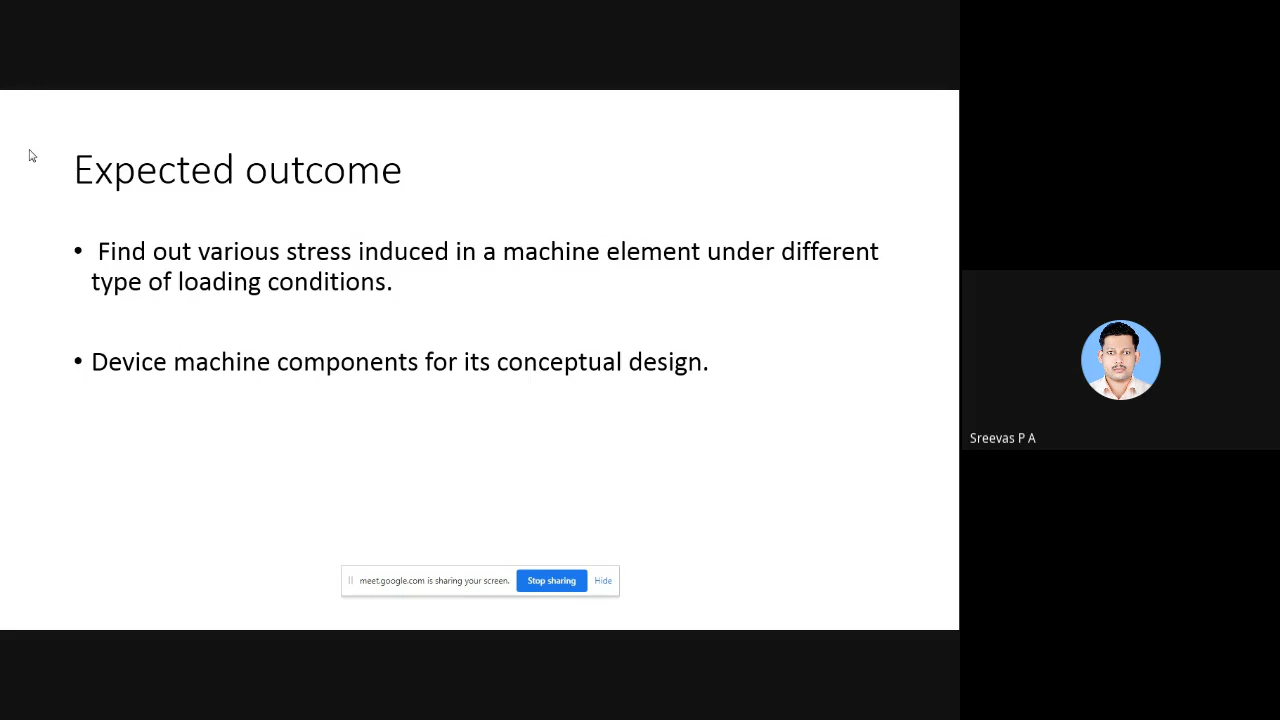 Expected outcome
• Find out various stress induced in a machine element under different
type of loading conditions.
• Device machine components for its conceptual design.
meet.google.com is sharing your screen.
Stop sharing
Hide
Sreevas P A